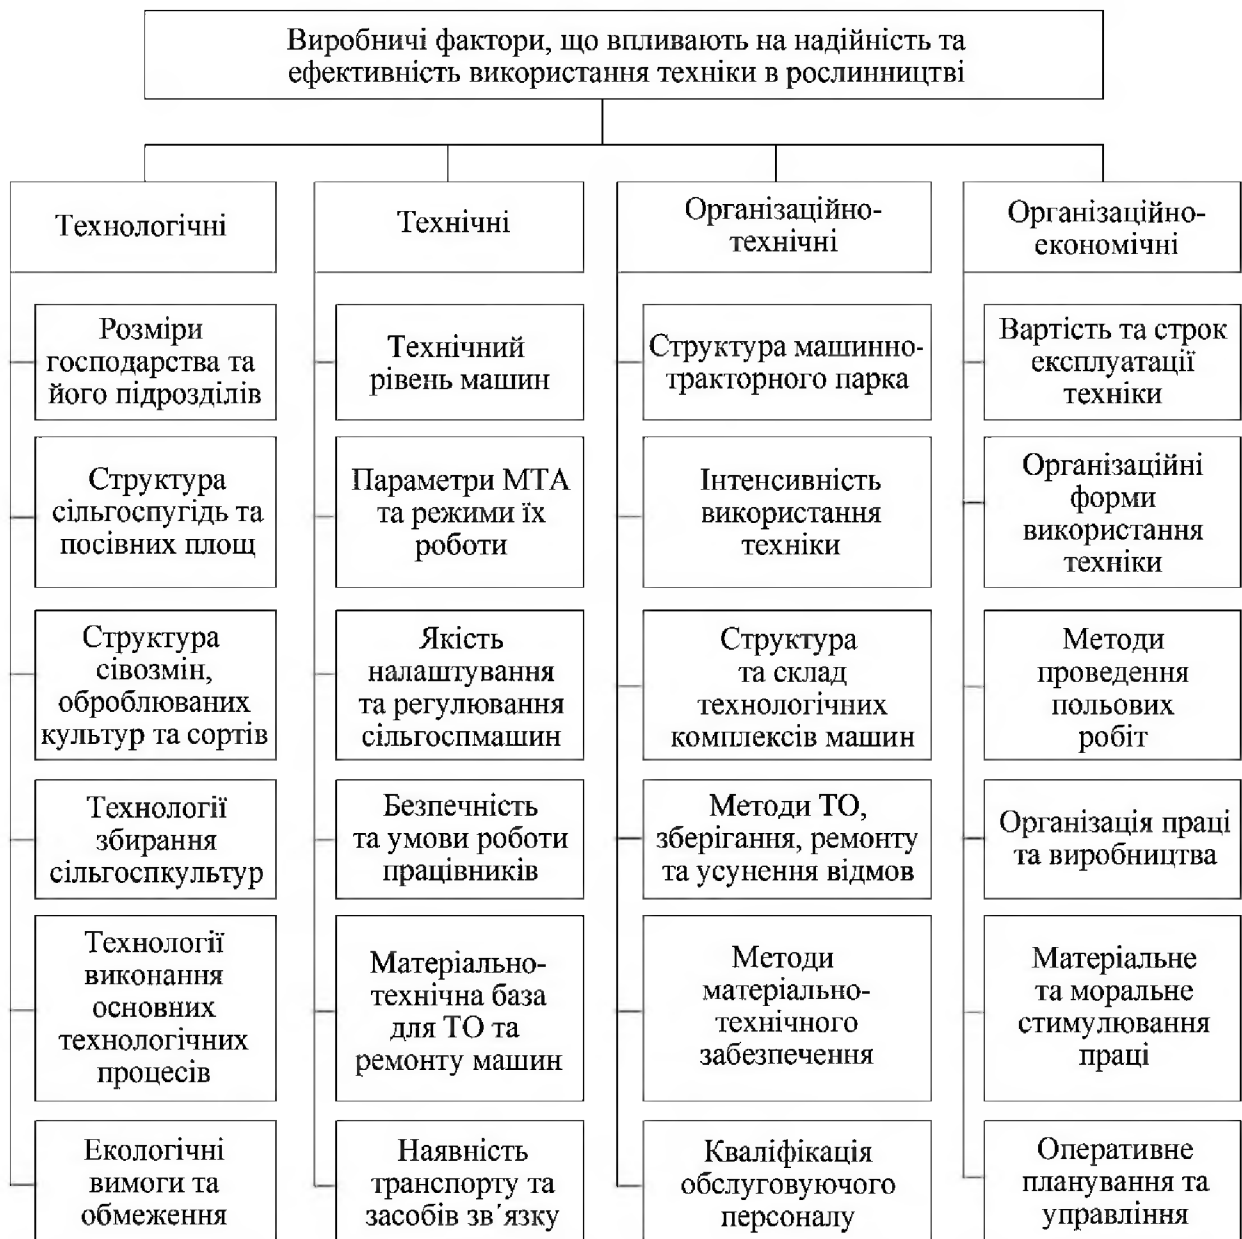 Виробничі фактори, що впливають на надійність та
ефективність використання техніки в рослинництві
Технологічні
Розміри
господарства та
його підрозділів
Структура
сільгоспугідь та
посівних площ
Структура
сівозмін,
оброблюваних
культур та сортів
Технології
збирання
сільгоспкультур
Технології
виконання
основних
технологічних
процесів
Екологічні
вимоги та
обмеження
Технічні
Технічний
рівень машин
Параметри МТА
та режими їх
роботи
Якість
налаштування
та регулювання
сільгоспмашин
Безпечність
та умови роботи
працівників
Матеріально-
технічна база
для ТО та
ремонту машин
Наявність
транспорту та
засобів зв´язку
Організаційно-
технічні
Структура машинно-
тракторного парка
Інтенсивність
використання
техніки
Структура
та склад
технологічних
комплексів машин
Методи ТО,
зберігання, ремонту
та усунення відмов
Методи
матеріально-
технічного
забезпечення
Кваліфікація
обслуговуючого
персоналу
Організаційно-
економічні
Вартість та строк
експлуатації
техніки
Організаційні
форми
використання
техніки
Методи
проведення
польових
робіт
Організація праці
та виробництва
Матеріальне
та моральне
стимулювання
праці
Оперативне
планування та
управління